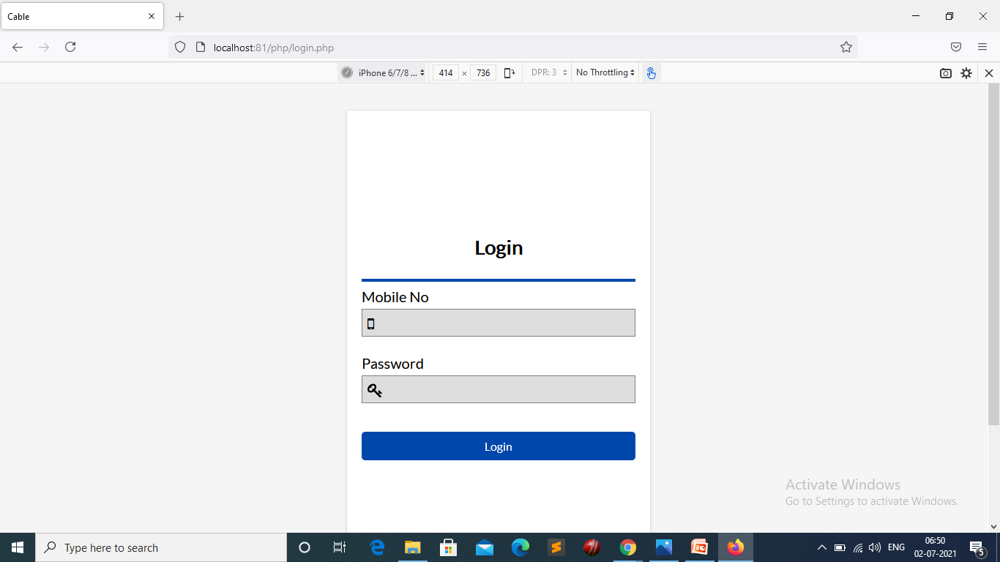 Cable
localhost:81/php/login.php
iPhone 6/7/8 ... 414 × 736 DPR: 3 No Throttling
Login
Mobile No
Password
Login
Activate Windows
Go to Settings to activate Windows.
Type here to search
ENG
06:50
02-07-2021
5